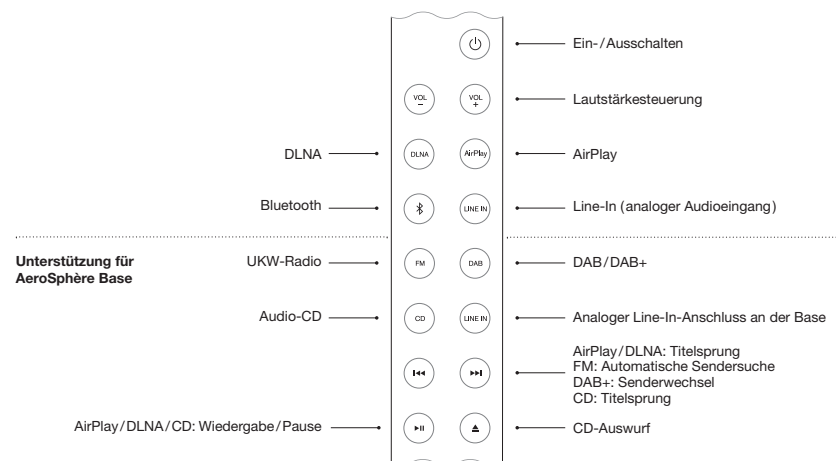 Ein-/Ausschalten
VOL
–
VOL
+
Lautstärkesteuerung
DLNA
DLNA
AirPlay
AirPlay
Bluetooth
LINE IN
Line-In (analoger Audioeingang)
Unterstützung für
AeroSphère Base
UKW-Radio
FM
DAB
DAB/DAB+
Audio-CD
CD
LINE IN
Analoger Line-In-Anschluss an der Base
AirPlay/DLNA: Titelsprung
FM: Automatische Sendersuche
DAB+: Senderwechsel
CD: Titelsprung
AirPlay/DLNA/CD: Wiedergabe/Pause
CD-Auswurf